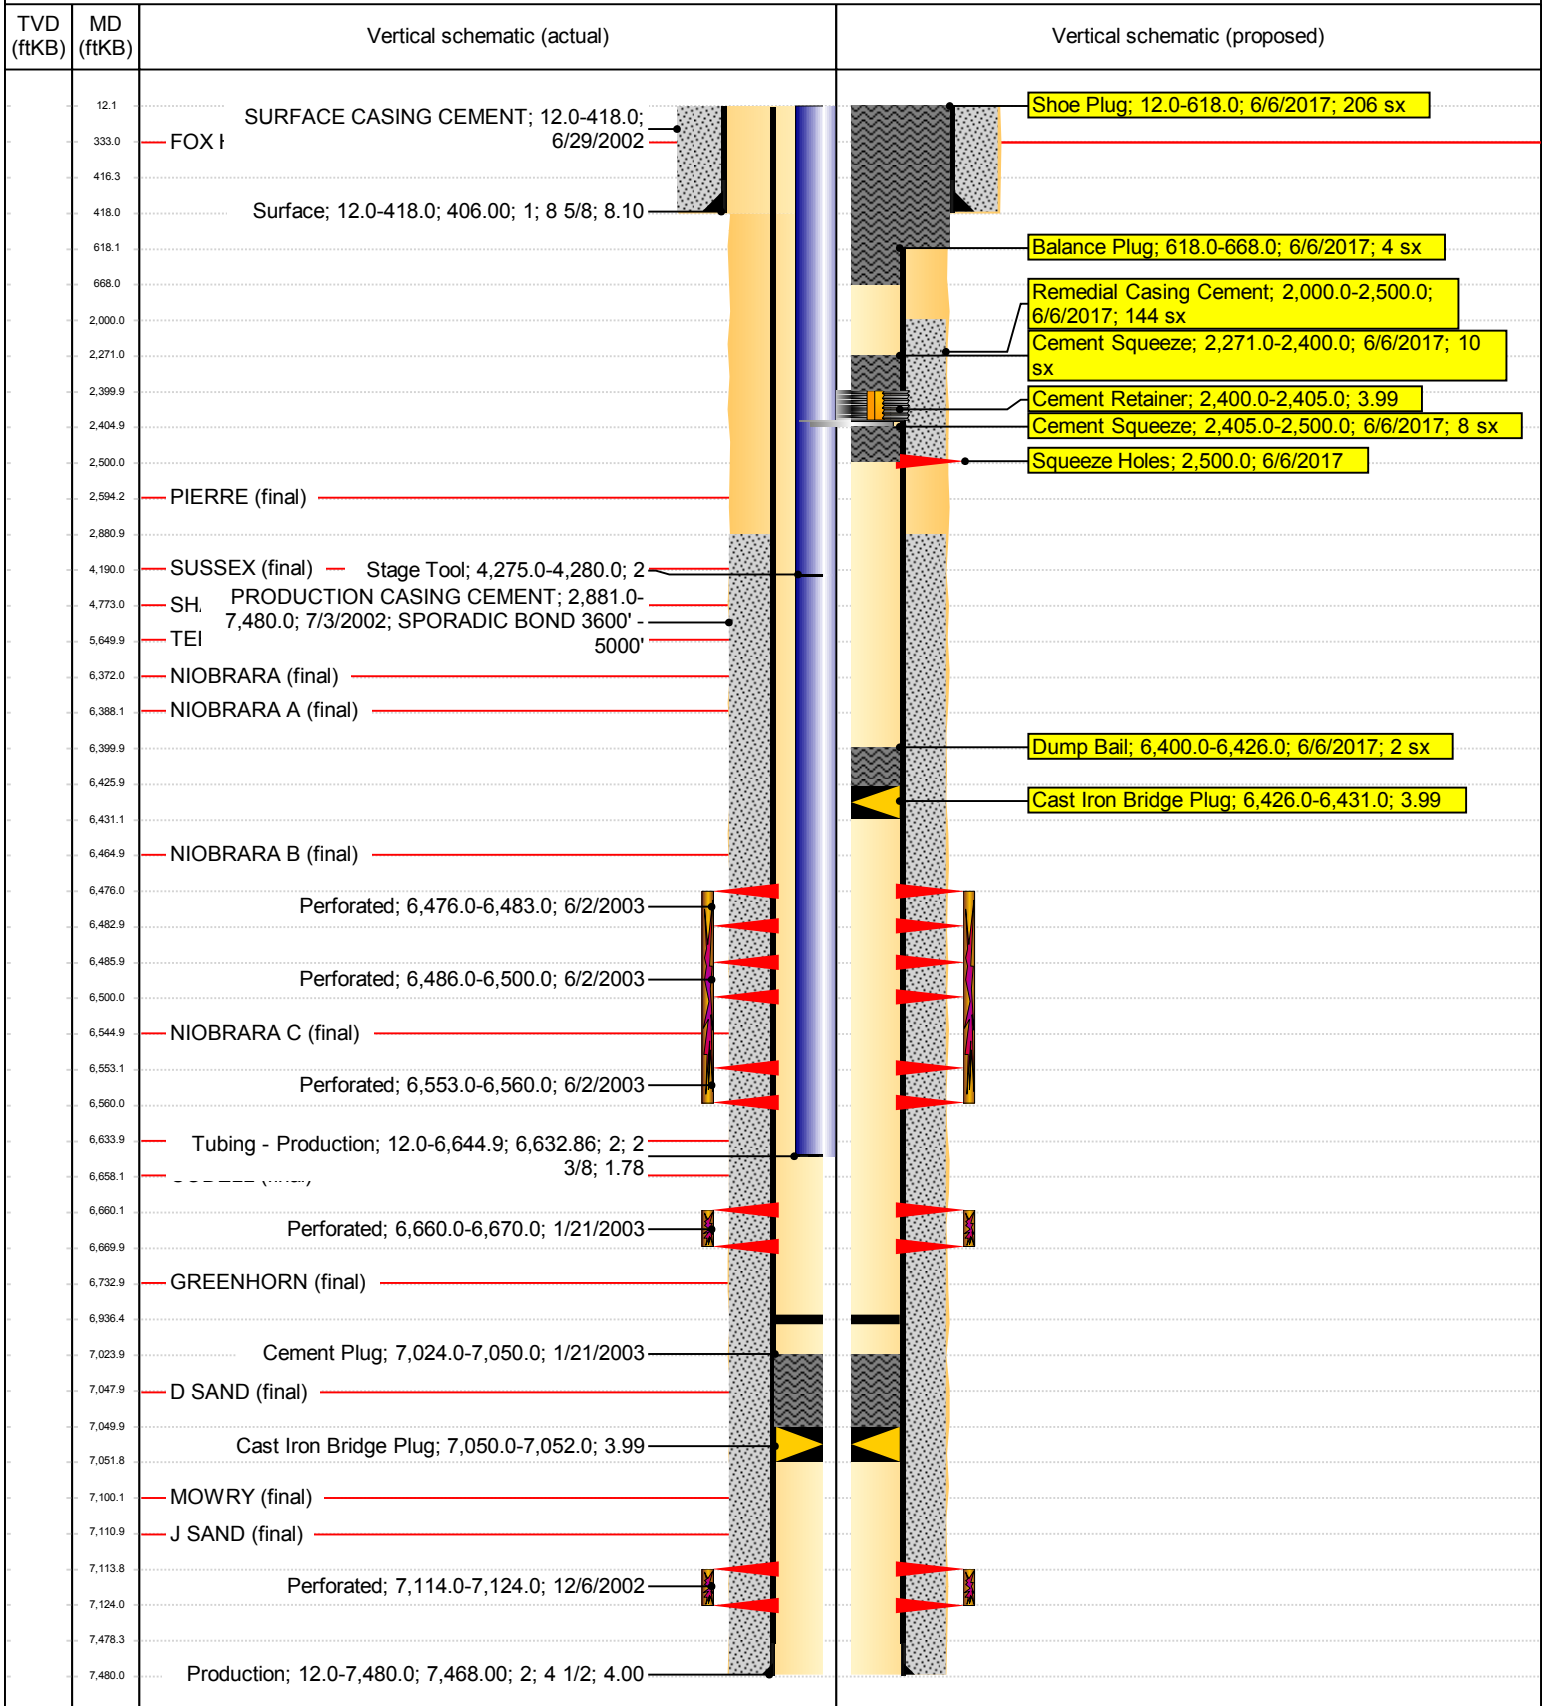 TVD (ftKB)
MD (ftKB)
Vertical schematic (actual)
Vertical schematic (proposed)
12.1
SURFACE CASING CEMENT; 12.0-418.0;
6/29/2002
Shoe Plug; 12.0-618.0; 6/6/2017; 206 sx
333.0
FOX
416.3
418.0
Surface; 12.0-418.0; 406.00; 1; 8 5/8; 8.10
618.1
Balance Plug; 618.0-668.0; 6/6/2017; 4 sx
668.0
Remedial Casing Cement; 2,000.0-2,500.0;
6/6/2017; 144 sx
2,000.0
2,271.0
Cement Squeeze; 2,271.0-2,400.0; 6/6/2017; 10
sx
2,399.9
Cement Retainer; 2,400.0-2,405.0; 3.99
2,404.9
Cement Squeeze; 2,405.0-2,500.0; 6/6/2017; 8 sx
2,500.0
Squeeze Holes; 2,500.0; 6/6/2017
2,594.2
PIERRE (final)
2,880.9
4,190.0
SUSSEX (final)
Stage Tool; 4,275.0-4,280.0; 2
4,773.0
SH
PRODUCTION CASING CEMENT; 2,881.0-
7,480.0; 7/3/2002; SPORADIC BOND 3600' -
5000'
5,649.9
6,372.0
NIOBRARA (final)
6,388.1
NIOBRARA A (final)
6,399.9
Dump Bail; 6,400.0-6,426.0; 6/6/2017; 2 sx
6,425.9
Cast Iron Bridge Plug; 6,426.0-6,431.0; 3.99
6,431.1
6,464.9
NIOBRARA B (final)
6,476.0
Perforated; 6,476.0-6,483.0; 6/2/2003
6,482.9
6,485.9
Perforated; 6,486.0-6,500.0; 6/2/2003
6,500.0
6,544.9
NIOBRARA C (final)
6,553.1
Perforated; 6,553.0-6,560.0; 6/2/2003
6,560.0
6,633.9
Tubing - Production; 12.0-6,644.9; 6,632.86; 2; 2
3/8; 1.78
6,658.1
6,660.1
Perforated; 6,660.0-6,670.0; 1/21/2003
6,669.9
6,732.9
GREENHORN (final)
6,936.4
7,023.9
Cement Plug; 7,024.0-7,050.0; 1/21/2003
7,047.9
D SAND (final)
7,049.9
Cast Iron Bridge Plug; 7,050.0-7,052.0; 3.99
7,051.8
7,100.1
MOWRY (final)
7,110.9
J SAND (final)
7,113.8
Perforated; 7,114.0-7,124.0; 12/6/2002
7,124.0
7,478.3
7,480.0
Production; 12.0-7,480.0; 7,468.00; 2; 4 1/2; 4.00